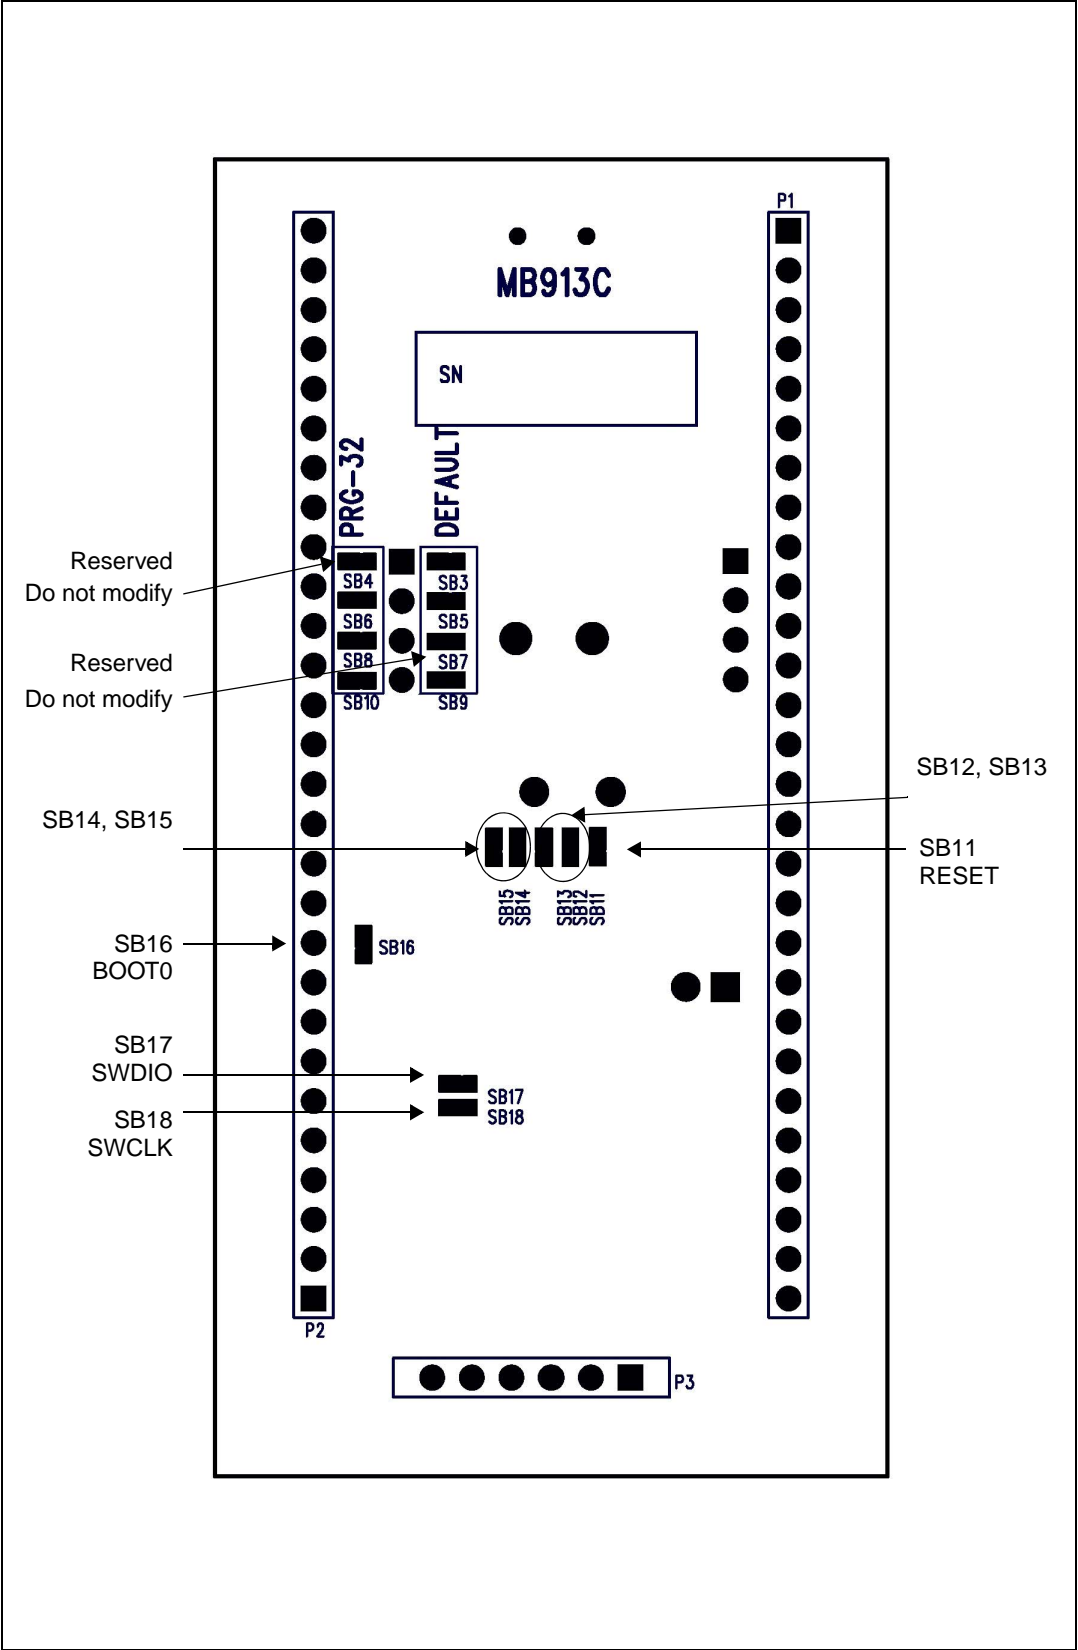 P1
MB913C
SN
PRG-32
DEFAULT
Reserved
Do not modify
SB4
SB3
SB6
SB5
Reserved
Do not modify
SB8
SB7
SB10
SB9
SB12, SB13
SB14, SB15
SB11
RESET
SB15
SB14
SB13
SB12
SB11
SB16
BOOT0
SB16
SB17
SWDIO
SB17
SB18
SB18
SWCLK
P2
P3